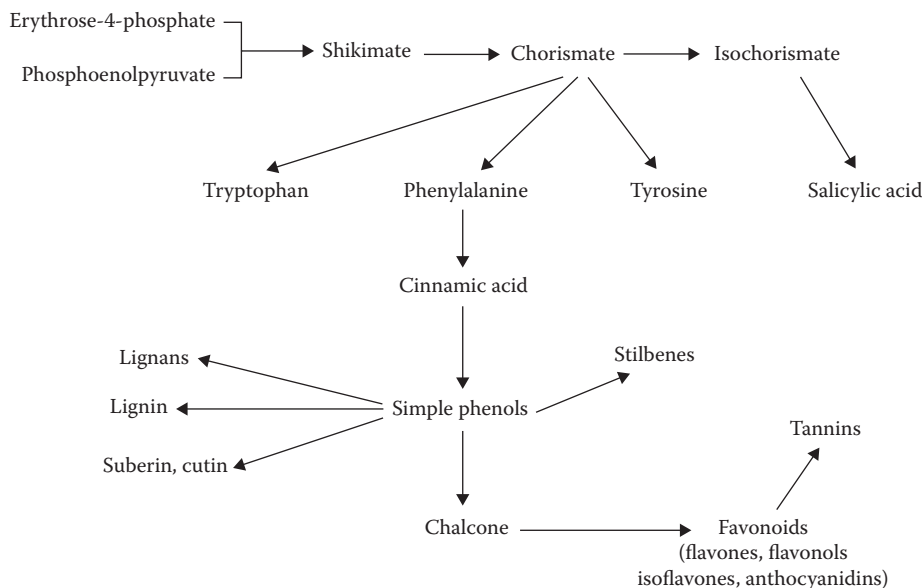 Erythrose-4-phosphate
Phosphoenolpyruvate
Shikimate
Chorismate
Isochorismate
Tryptophan
Phenylalanine
Tyrosine
Salicylic acid
Cinnamic acid
Lignans
Stilbenes
Lignin
Simple phenols
Tannins
Suberin, cutin
Chalcone
Favonoids
(flavones, flavonols
isoflavones, anthocyanidins)